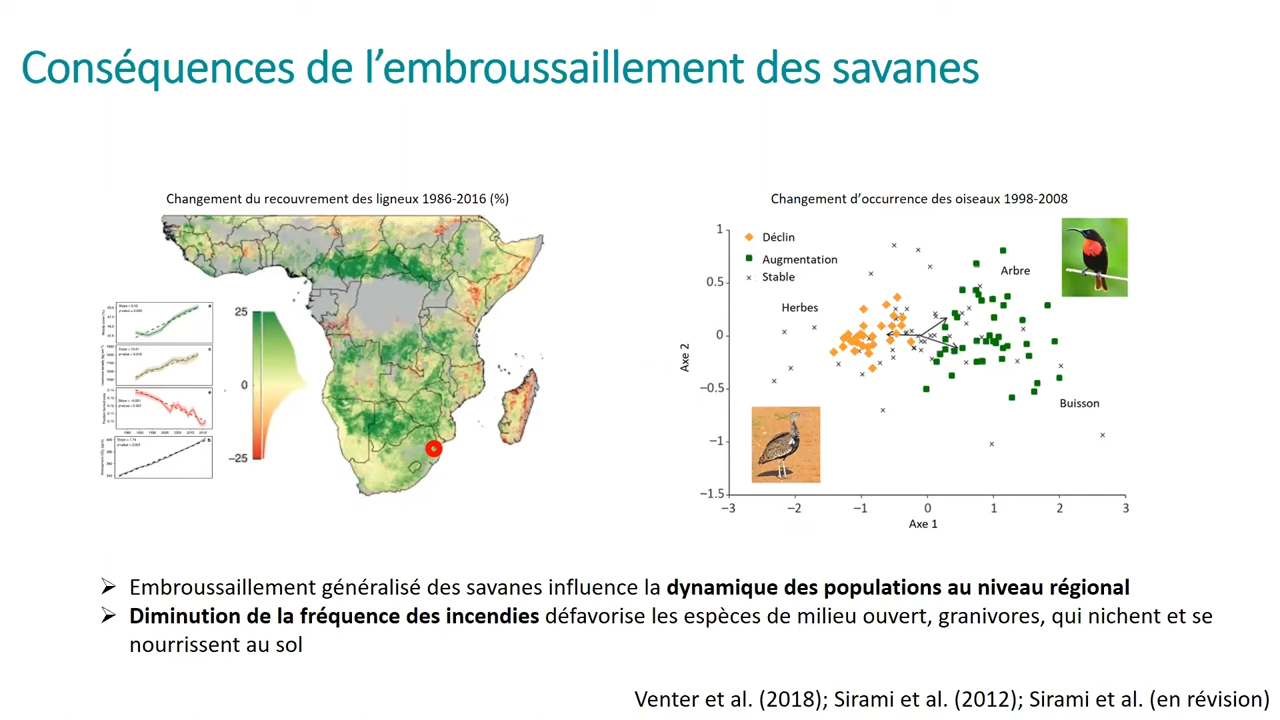 Conséquences de l’embroussaillement des savanes
Changement du recouvrement des ligneux 1986-2016 (%)
25
0
−25
Changement d’occurrence des oiseaux 1998-2008
Déclin
Augmentation
Stable
Arbre
Herbes
Buisson
1
0.5
0
−0.5
−1
−1.5
−3
−2
−1
0
1
2
3
Axe 2
Axe 1
➢ Embroussaillement généralisé des savanes influence la dynamique des populations au niveau régional
➢ Diminution de la fréquence des incendies défavorise les espèces de milieu ouvert, granivores, qui nichent et se
nourrissent au sol
Venter et al. (2018); Sirami et al. (2012); Sirami et al. (en révision)